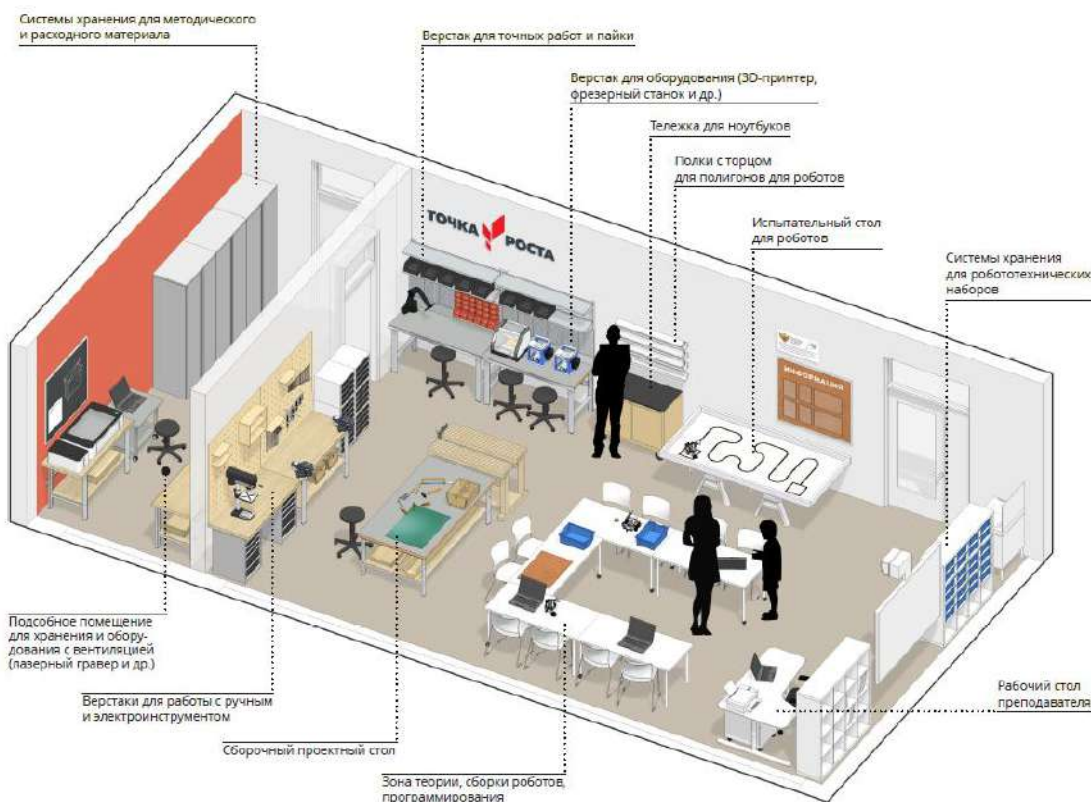 Системы хранения для методического
и расходного материала
Верстак для точных работ и пайки
Верстак для оборудования (3D-принтер,
фрезерный станок и др.)
Тележка для ноутбуков
Полки с торцом
для полигонов для роботов
Испытательный стол
для роботов
Системы хранения
для робототехнических
наборов
ТОЧКА РОСТА
ИНФОРМАЦИЯ
Подсобное помещение
для хранения и обору-
дования с вентиляцией
(лазерный гравер и др.)
Верстаки для работы с ручным
и электроинструментом
Сборочный проектный стол
Зона теории, сборки роботов,
программирования
Рабочий стол
преподавателя